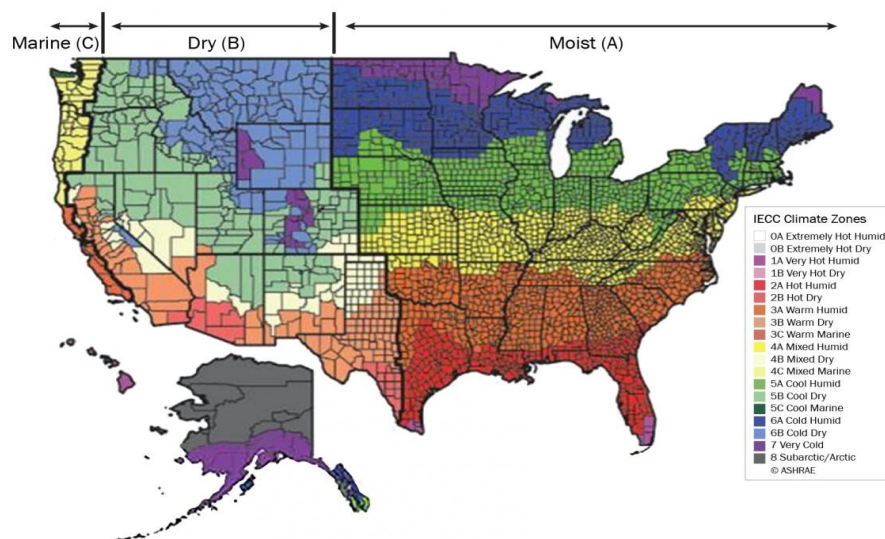 Marine (C)
Dry (B)
Moist (A)
IECC Climate Zones
0A Extremely Hot Humid
0B Extremely Hot Dry
1A Very Hot Humid
1B Very Hot Dry
2A Hot Humid
2B Hot Dry
3A Warm Humid
3B Warm Dry
3C Warm Marine
4A Mixed Humid
4B Mixed Dry
4C Mixed Marine
5A Cool Humid
5B Cool Dry
5C Cool Marine
6A Cold Humid
6B Cold Dry
7 Very Cold
8 Subarctic/Arctic
© ASHRAE